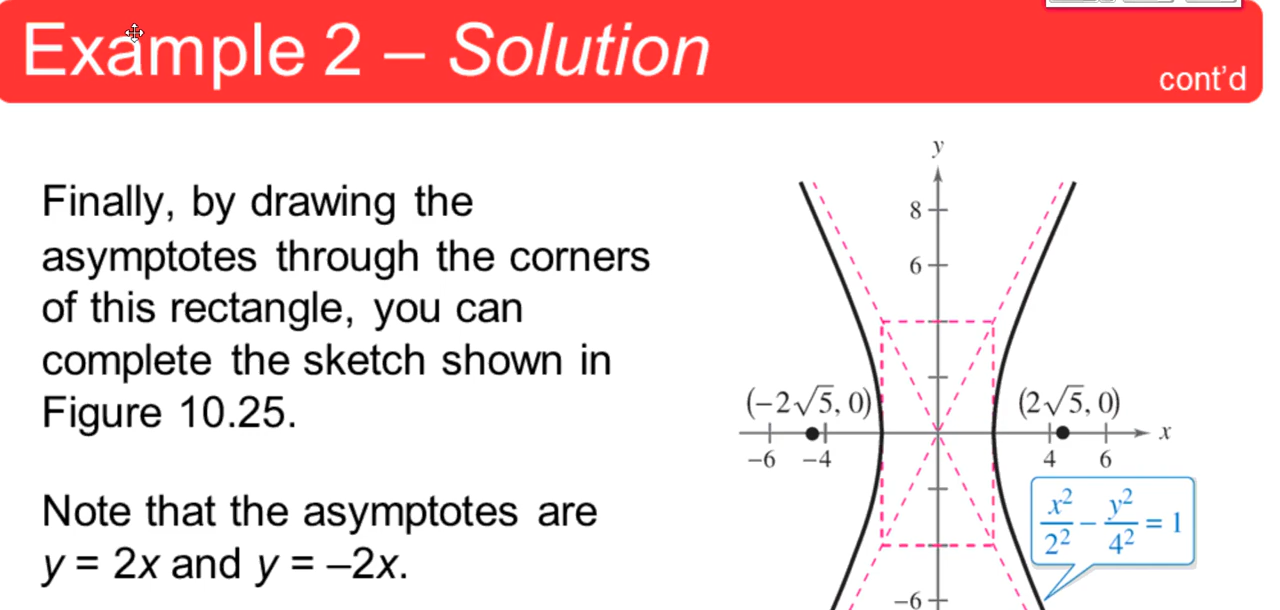 Example 2 – Solution
cont’d
Finally, by drawing the
asymptotes through the corners
of this rectangle, you can
complete the sketch shown in
Figure 10.25.
Note that the asymptotes are
y = 2x and y = –2x.
y
8
6
(−2√5, 0)
(2√5, 0)
x
−6 −4 4 6
x²/2² − y²/4² = 1
−6